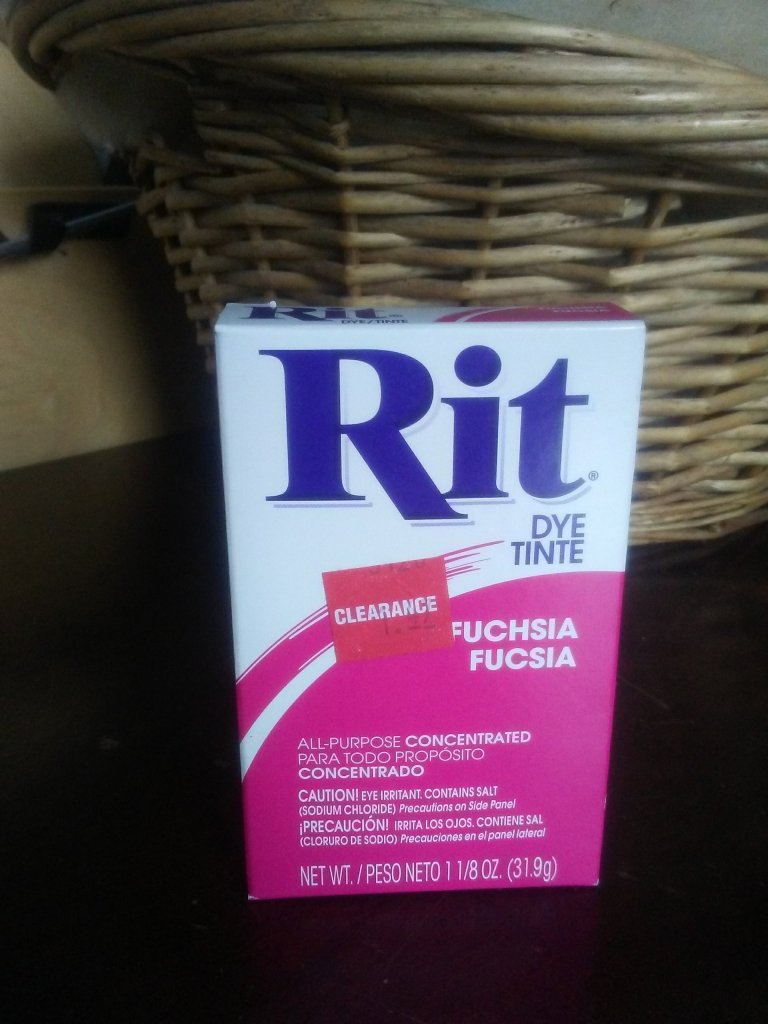 Rit®
DYE/TINTE
FUCSIA
Rit®
DYE
TINTE
CLEARANCE
FUCHSIA
FUCSIA
ALL-PURPOSE CONCENTRATED
PARA TODO PROPÓSITO
CONCENTRADO
CAUTION! EYE IRRITANT. CONTAINS SALT
(SODIUM CHLORIDE) Precautions on Side Panel
¡PRECAUCIÓN! IRRITA LOS OJOS. CONTIENE SAL
(CLORURO DE SODIO) Precauciones en el panel lateral
NET WT. / PESO NETO 1 1/8 OZ. (31.9g)